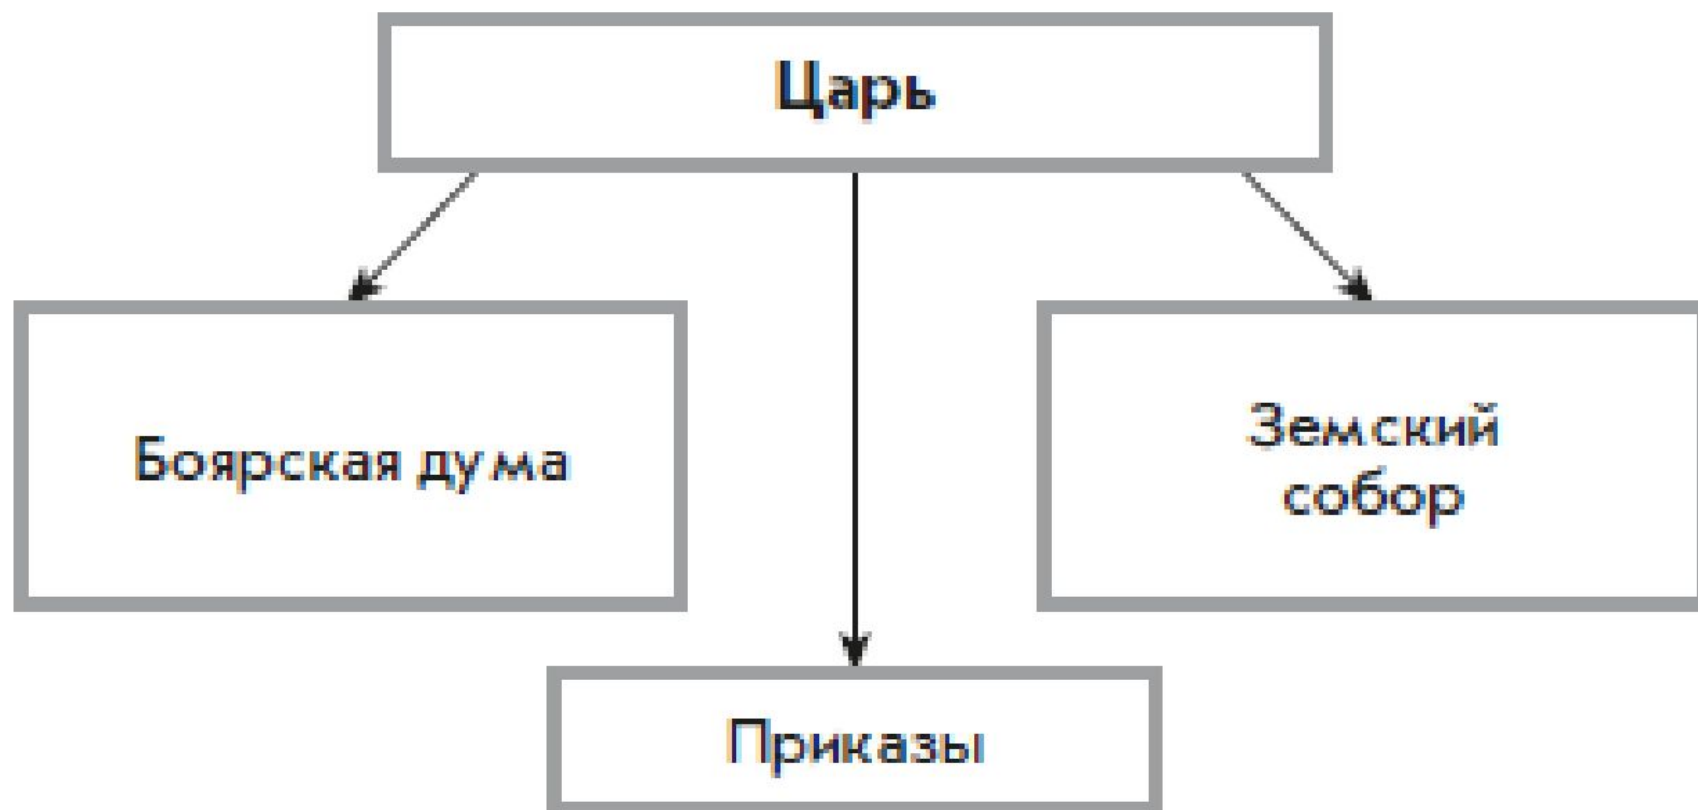 Царь
Боярская дума
Земский
собор
Приказы